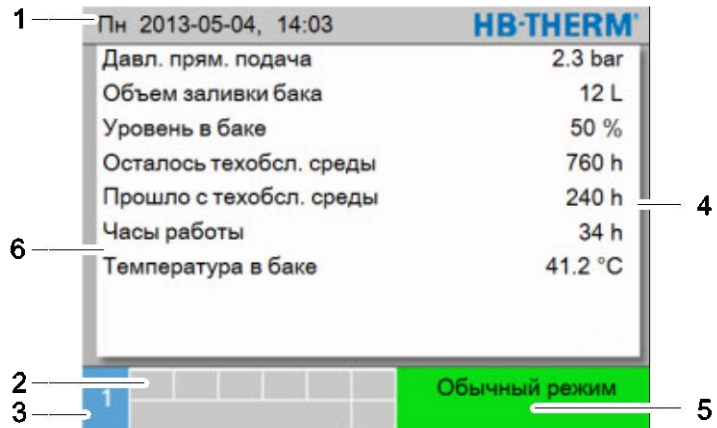 1 Пн 2013-05-04, 14:03 HB-THERM®
Давл. прям. подача 2.3 bar
Объем заливки бака 12 L
Уровень в баке 50 %
Осталось техобсл. среды 760 h
Прошло с техобсл. среды 240 h 4
Часы работы 34 h
6
Температура в баке 41.2 °C
2 1 Обычный режим
3 5